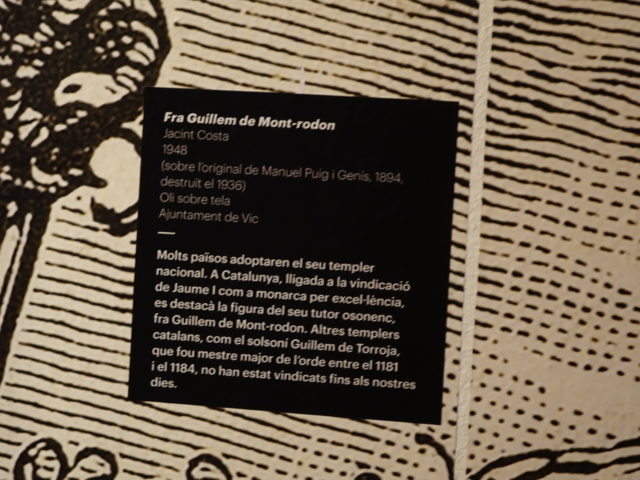 Fra Guillem de Mont-rodon
Jacint Costa
1948
(sobre l'original de Manuel Puig i Genís, 1894,
destruït el 1936)
Oli sobre tela
Ajuntament de Vic
Molts països adoptaren el seu templer
nacional. A Catalunya, lligada a la vindicació
de Jaume I com a monarca per excel·lència,
es destacà la figura del seu tutor osonenc,
fra Guillem de Mont-rodon. Altres templers
catalans, com el solsoní Guillem de Torroja,
que fou mestre major de l'orde entre el 1181
i el 1184, no han estat vindicats fins als nostres
dies.